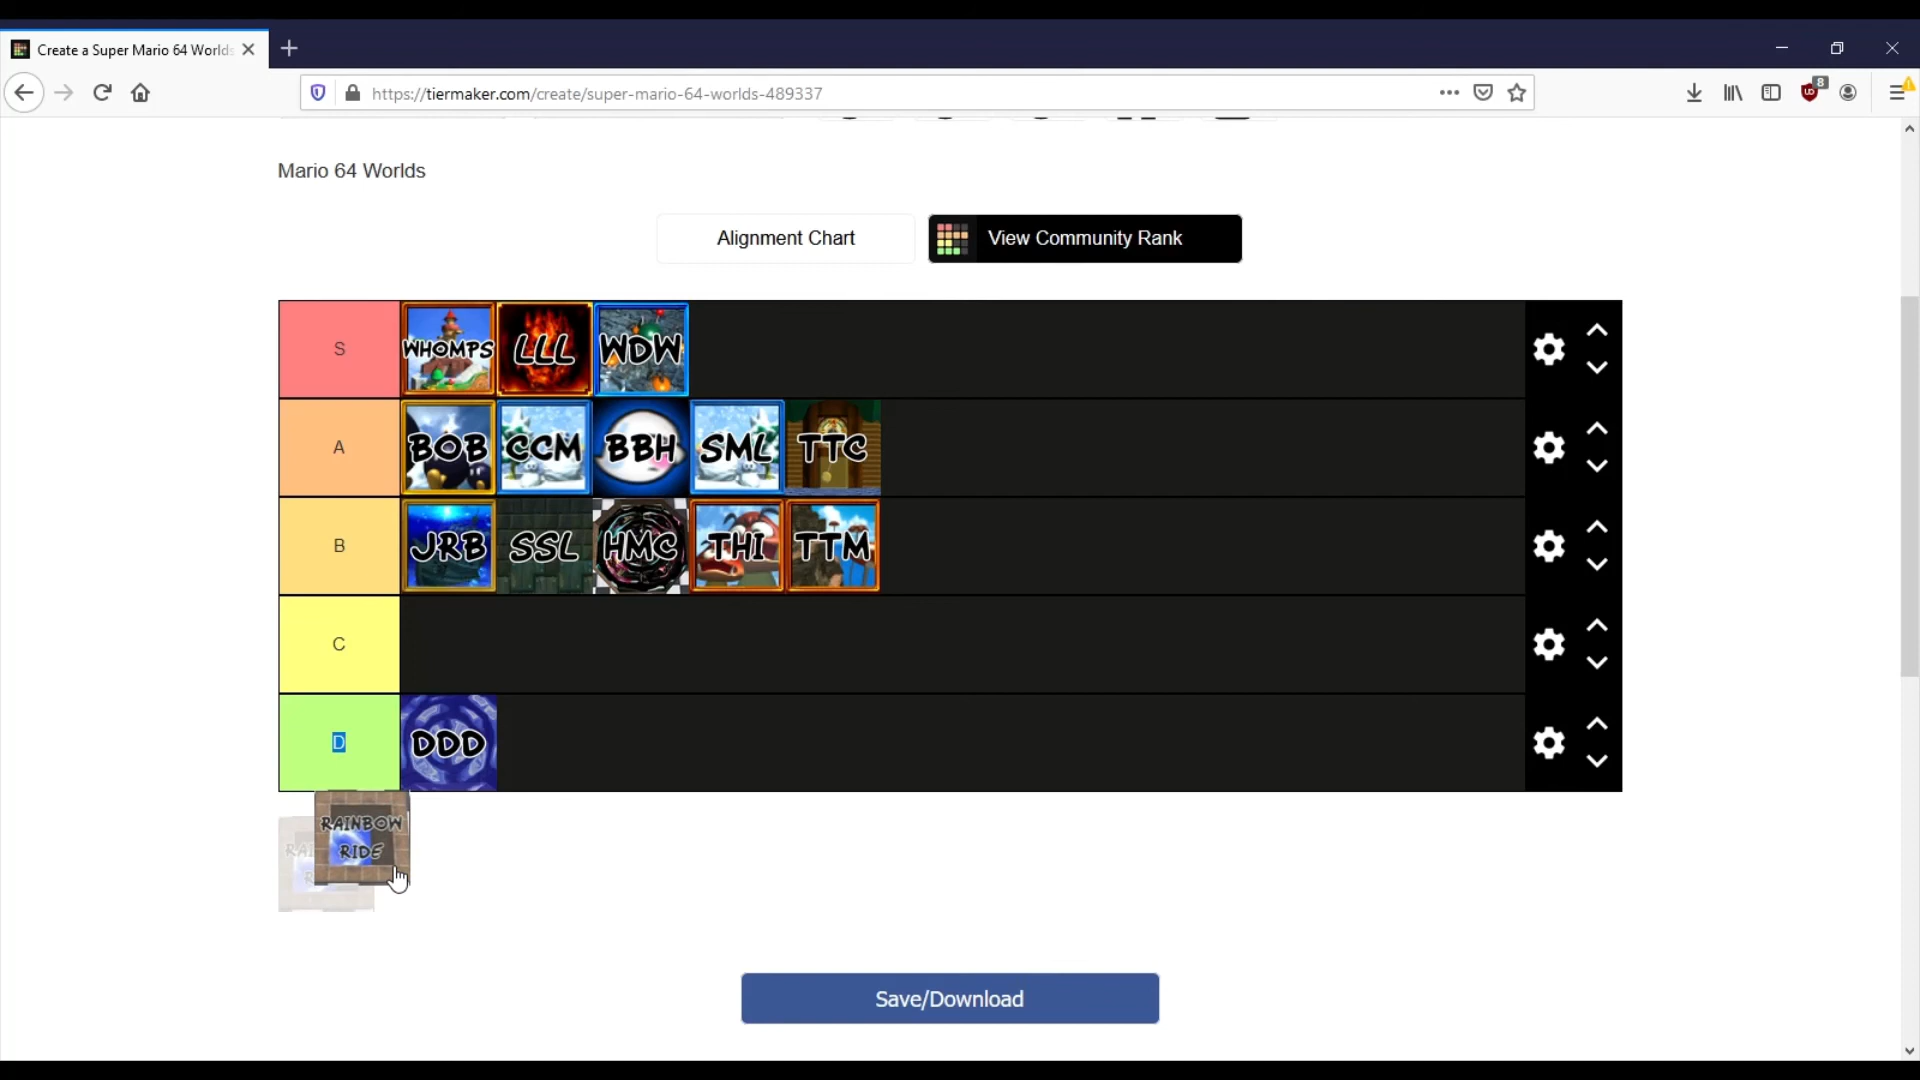 Create a Super Mario 64 Worlds
https://tiermaker.com/create/super-mario-64-worlds-489337
8
Mario 64 Worlds
Alignment Chart
View Community Rank
S
WHOMPS
LLL
WDW
A
BOB
CCM
BBH
SML
TTC
B
JRB
SSL
HMC
THI
TTM
C
D
DDD
RAINBOW
RIDE
Save/Download